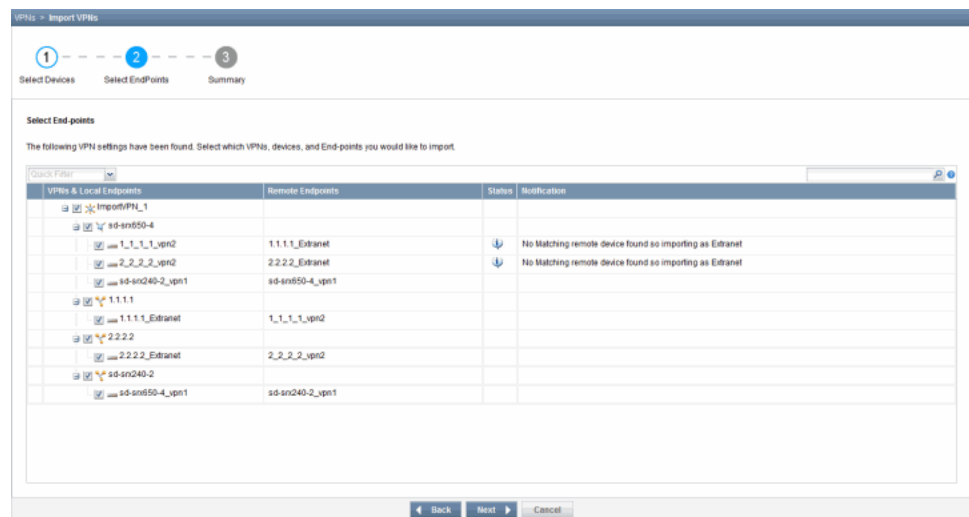 VPNs > Import VPNs
1 2 3
Select Devices Select EndPoints Summary
Select End-points
The following VPN settings have been found. Select which VPNs, devices, and End-points you would like to import.
Quick Filter
VPNs & Local Endpoints Remote Endpoints Status Notification
ImportVPN_1
sd-srx650-4
1_1_1_1_vpn2 1.1.1.1_Extranet No Matching remote device found so importing as Extranet
2_2_2_2_vpn2 2.2.2.2_Extranet No Matching remote device found so importing as Extranet
sd-srx240-2_vpn1 sd-srx650-4_vpn1
1.1.1.1
1.1.1.1_Extranet 1_1_1_1_vpn2
2.2.2.2
2.2.2.2_Extranet 2_2_2_2_vpn2
sd-srx240-2
sd-srx650-4_vpn1 sd-srx240-2_vpn1
Back Next Cancel